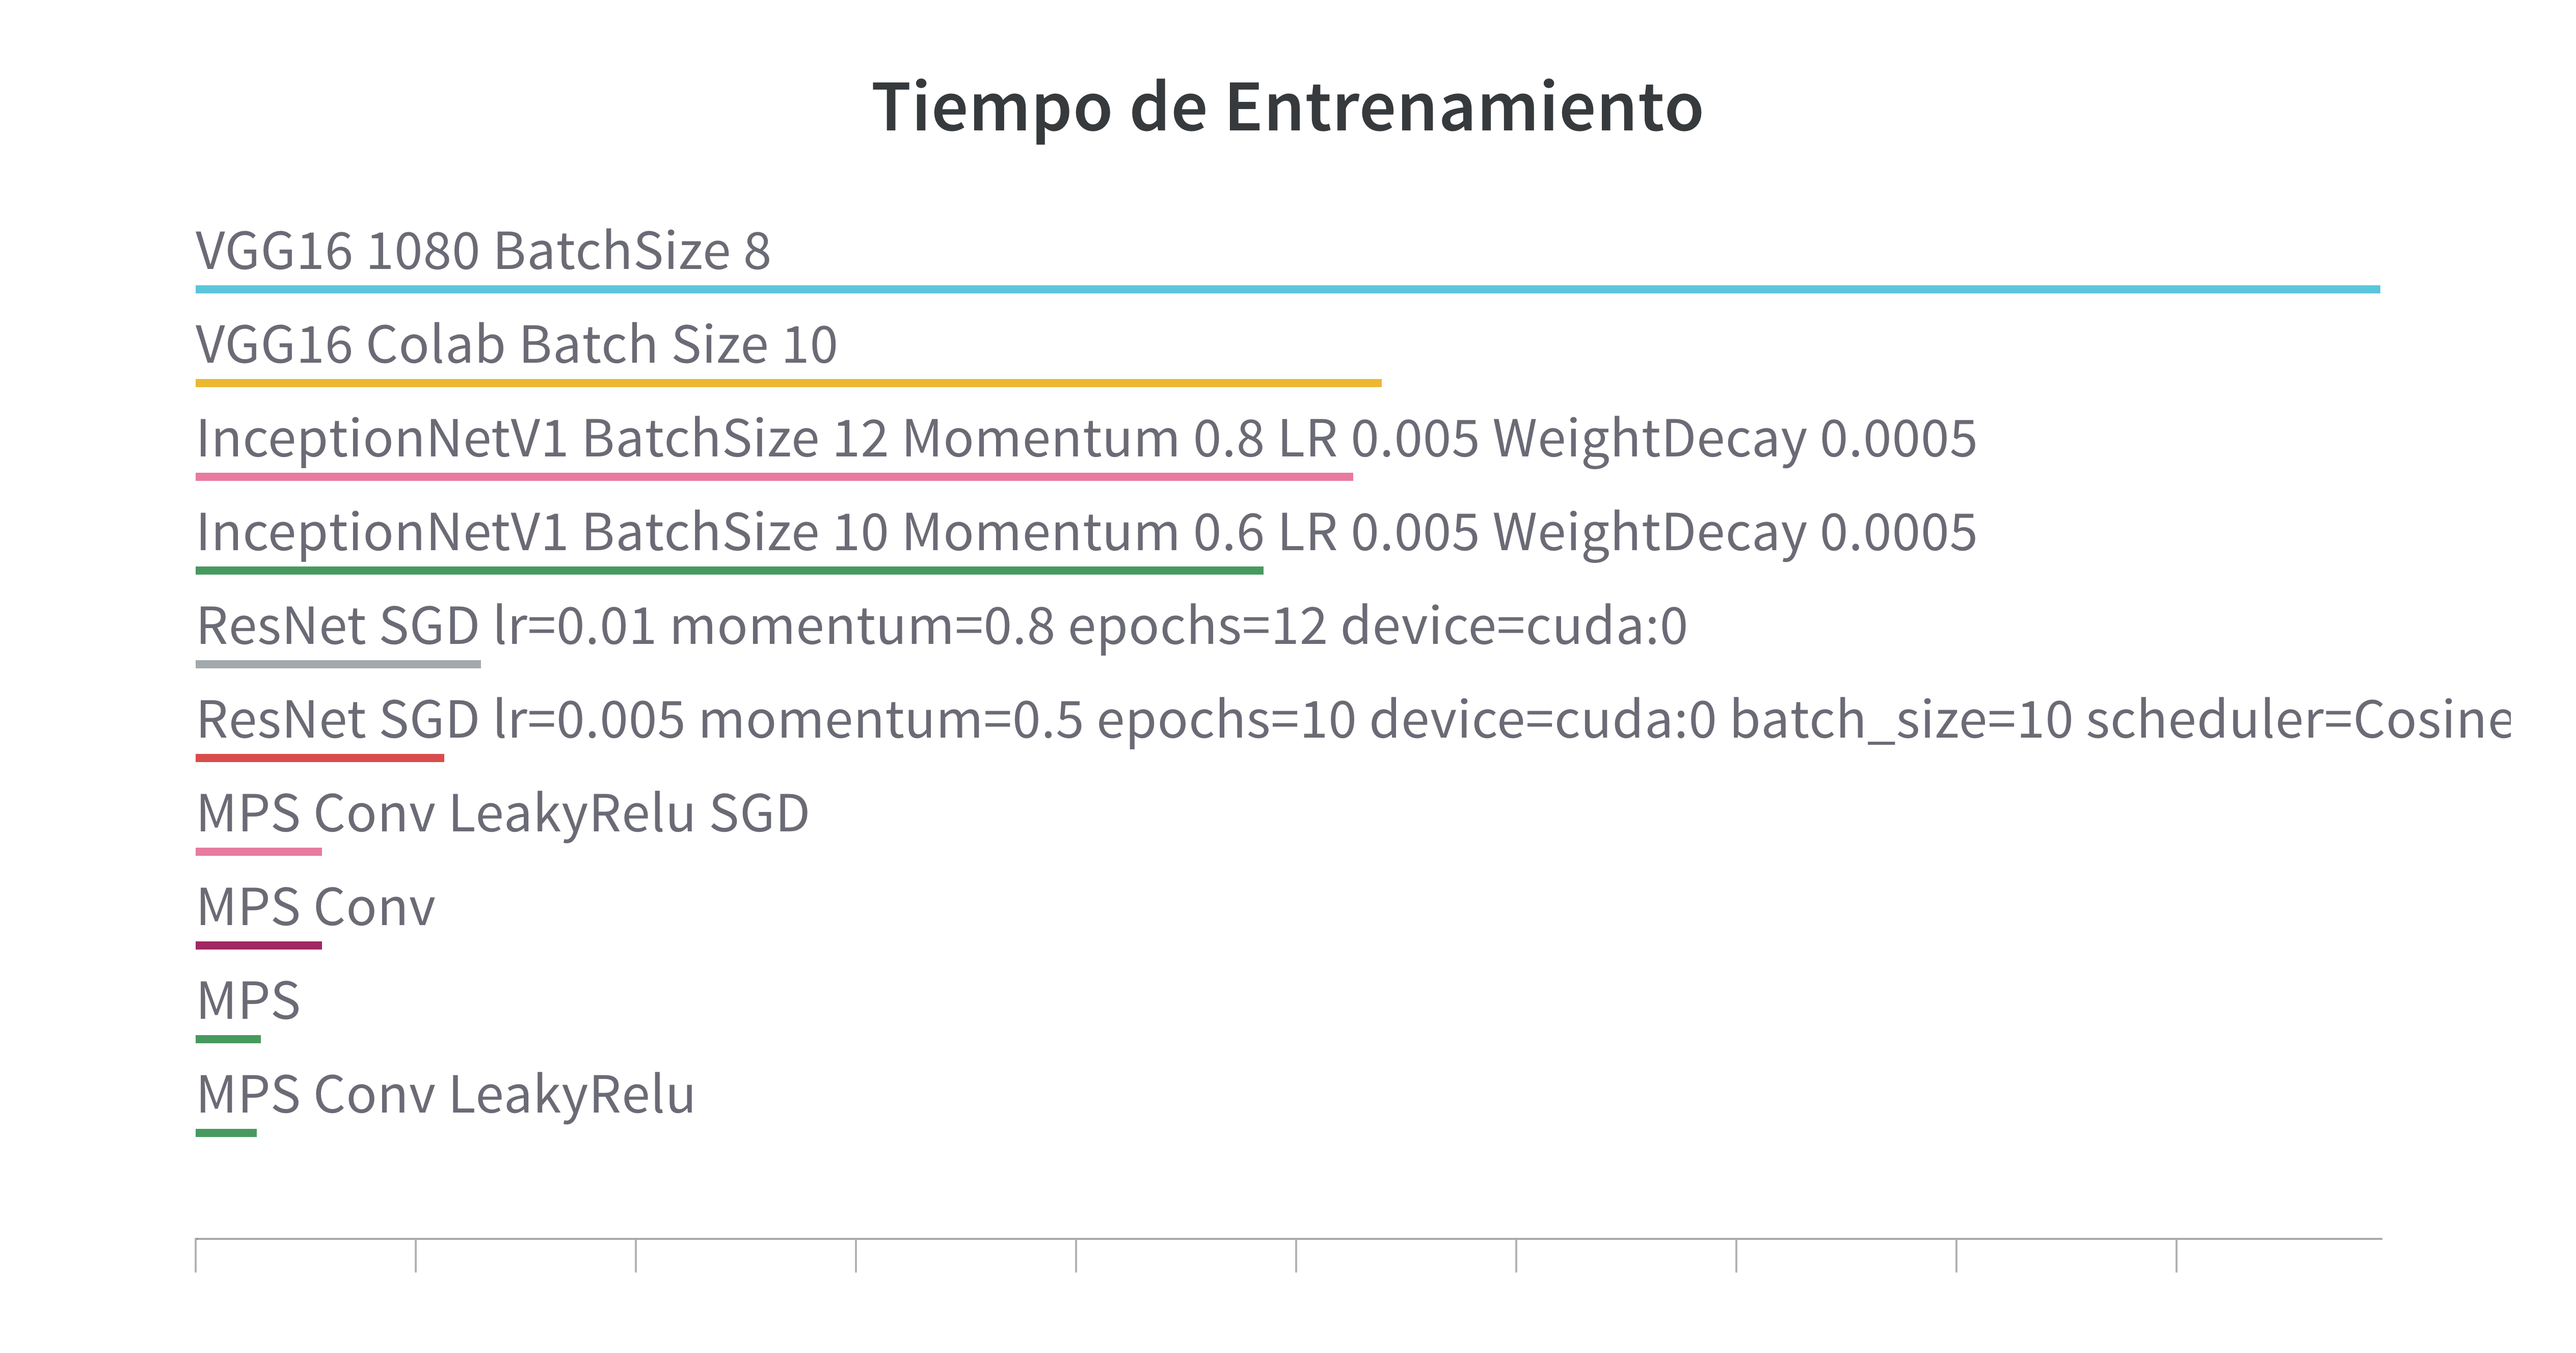 Tiempo de Entrenamiento
VGG16 1080 BatchSize 8
VGG16 Colab Batch Size 10
InceptionNetV1 BatchSize 12 Momentum 0.8 LR 0.005 WeightDecay 0.0005
InceptionNetV1 BatchSize 10 Momentum 0.6 LR 0.005 WeightDecay 0.0005
ResNet SGD lr=0.01 momentum=0.8 epochs=12 device=cuda:0
ResNet SGD lr=0.005 momentum=0.5 epochs=10 device=cuda:0 batch_size=10 scheduler=Cosine
MPS Conv LeakyRelu SGD
MPS Conv
MPS
MPS Conv LeakyRelu